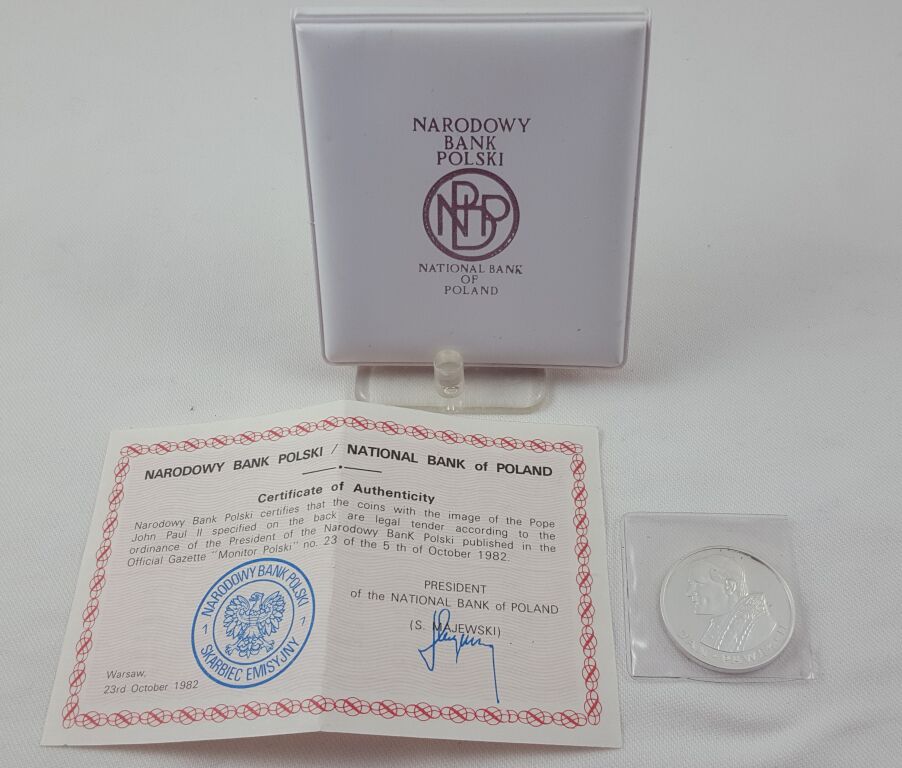 NARODOWY
BANK
POLSKI
NBP
NATIONAL BANK
OF
POLAND
NARODOWY BANK POLSKI / NATIONAL BANK of POLAND
Certificate of Authenticity
Narodowy Bank Polski certifies that the coins with the image of the Pope
John Paul II specified on the back are legal tender according to the
ordinance of the President of the Narodowy Bank Polski published in the
Official Gazette "Monitor Polski" no. 23 of the 5 th of October 1982.
NARODOWY BANK POLSKI
1 1
SKARBIEC EMISYJNY
PRESIDENT
of the NATIONAL BANK of POLAND
(S. MAJEWSKI)
Warsaw,
23rd October 1982